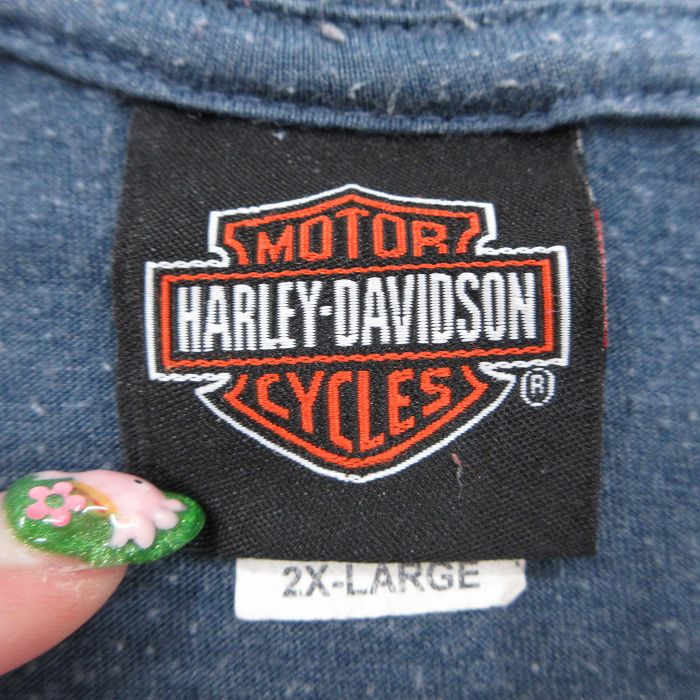 MOTOR
HARLEY-DAVIDSON
CYCLES
®
2X-LARGE